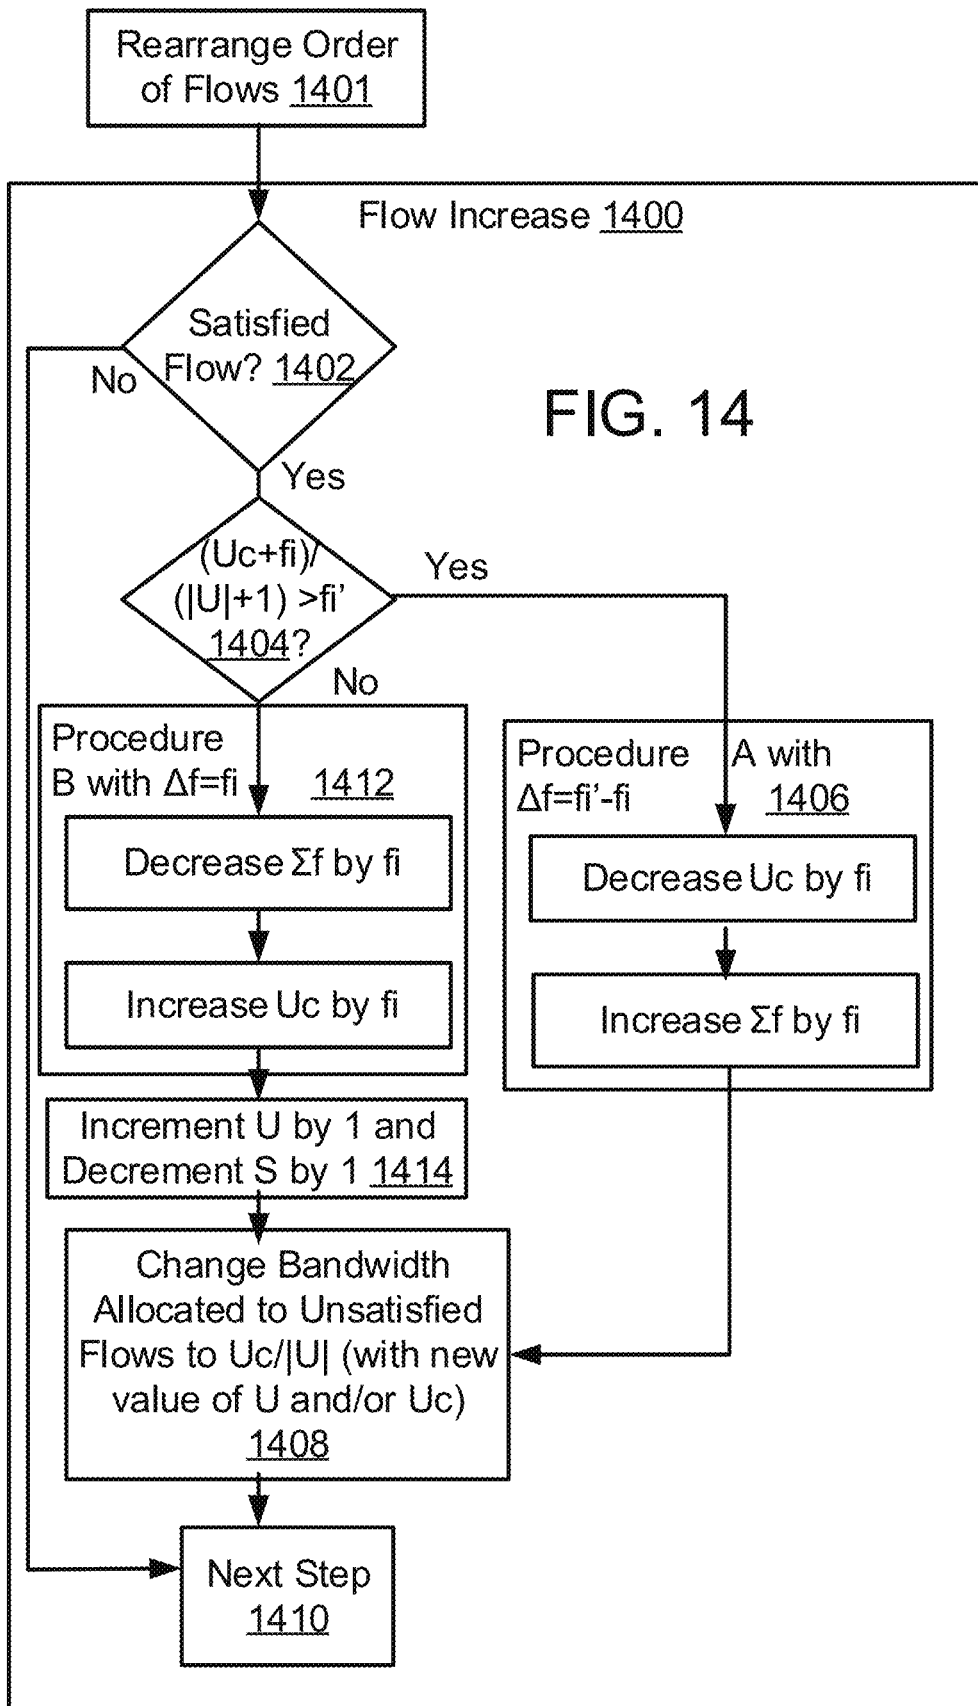 Rearrange Order
of Flows 1401
Flow Increase 1400
Satisfied
Flow? 1402
No
FIG. 14
Yes
(Uc+fi)/
(|U|+1) >fi'
1404?
Yes
No
Procedure
B with Δf=fi 1412
Decrease Σf by fi
Increase Uc by fi
Procedure A with
Δf=fi'-fi 1406
Decrease Uc by fi
Increase Σf by fi
Increment U by 1 and
Decrement S by 1 1414
Change Bandwidth
Allocated to Unsatisfied
Flows to Uc/|U| (with new
value of U and/or Uc)
1408
Next Step
1410